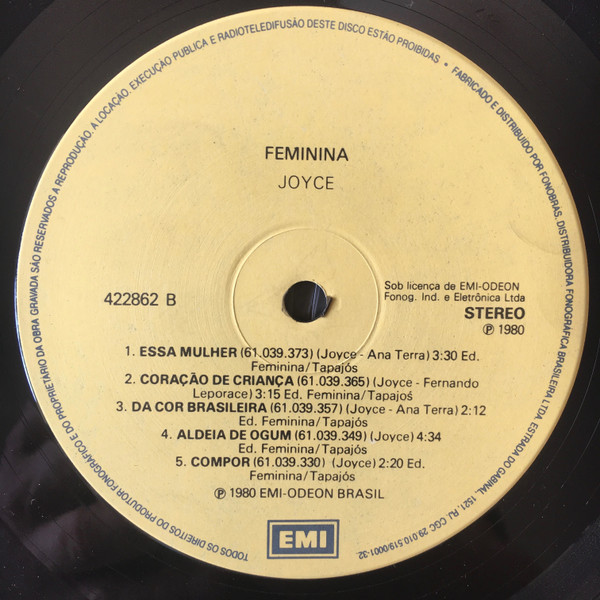 FEMININA
JOYCE
422862 B
Sob licença de EMI-ODEON
Fonog. Ind. e Eletrônica Ltda
STEREO
℗ 1980
1. ESSA MULHER (61.039.373) (Joyce - Ana Terra) 3:30 Ed.
Feminina/Tapajós
2. CORAÇÃO DE CRIANÇA (61.039.365) (Joyce - Fernando
Leporace) 3:15 Ed. Feminina/Tapajós
3. DA COR BRASILEIRA (61.039.357) (Joyce - Ana Terra) 2:12
Ed. Feminina/Tapajós
4. ALDEIA DE OGUM (61.039.349) (Joyce) 4:34
Ed. Feminina/Tapajós
5. COMPOR (61.039.330) (Joyce) 2:20 Ed.
Feminina/Tapajós
℗ 1980 EMI-ODEON BRASIL
EMI
TODOS OS DIREITOS DO PRODUTOR FONOGRÁFICO E DO PROPRIETÁRIO DA OBRA GRAVADA SÃO RESERVADOS A REPRODUÇÃO. A LOCAÇÃO. EXECUÇÃO PUBLICA E RADIOTELEDIFUSÃO DESTE DISCO ESTÃO PROIBIDAS • FABRICADO E DISTRIBUIDO POR FONOBRÁS. DISTRIBUIDORA FONOGRÁFICA BRASILEIRA LTDA. ESTRADA DO GABINAL, 1521, RJ. CGC 29.010.519/0001-32